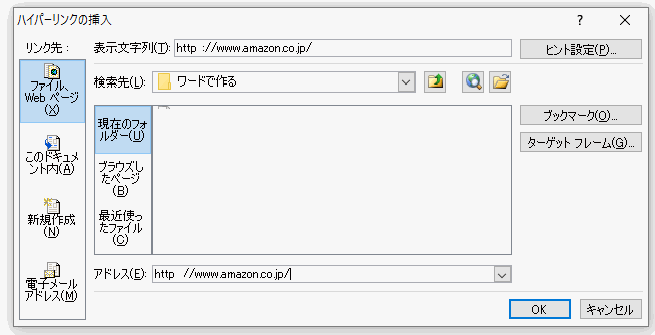 ハイパーリンクの挿入
リンク先：
表示文字列(T): http ://www.amazon.co.jp/
ヒント設定(P)...
ファイル、
Web ページ
(X)
検索先(L): ワードで作る
このドキュメ
ント内(A)
現在のフォ
ルダー(U)
ブラウズし
たページ
(B)
最近使っ
たファイル
(C)
ブックマーク(O)...
ターゲット フレーム(G)...
新規作成
(N)
電子メール
アドレス(M)
アドレス(E): http //www.amazon.co.jp/
OK
キャンセル